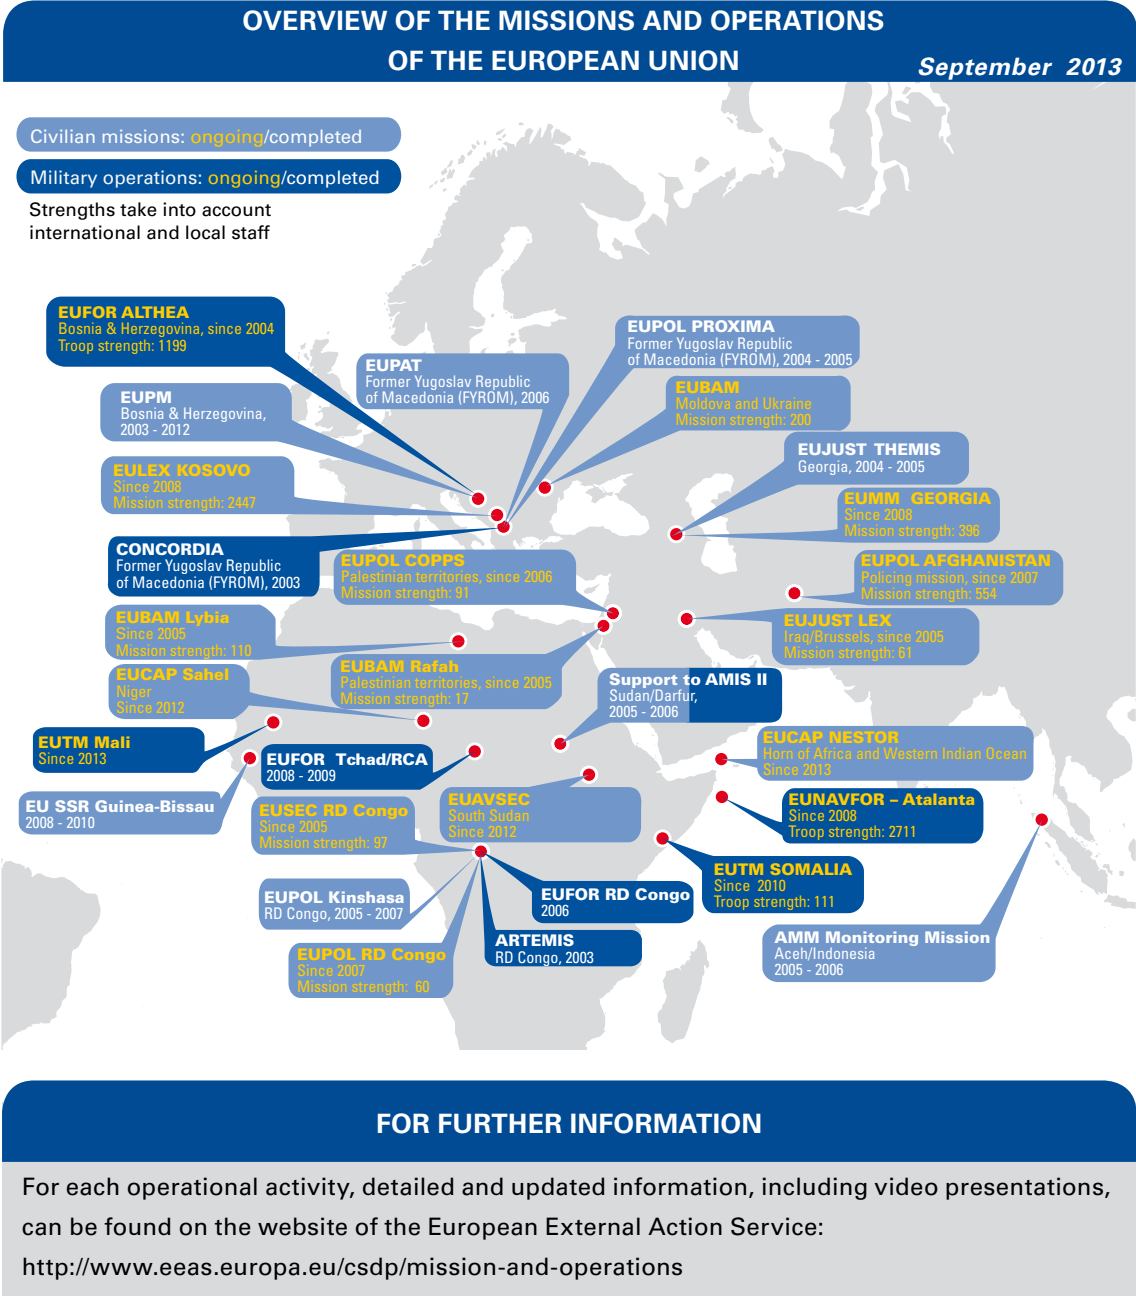 OVERVIEW OF THE MISSIONS AND OPERATIONS
OF THE EUROPEAN UNION
September 2013
Civilian missions: ongoing/completed
Military operations: ongoing/completed
Strengths take into account
international and local staff
EUFOR ALTHEA
Bosnia & Herzegovina, since 2004
Troop strength: 1199
EUPM
Bosnia & Herzegovina,
2003 - 2012
EUPAT
Former Yugoslav Republic
of Macedonia (FYROM), 2006
EUPOL PROXIMA
Former Yugoslav Republic
of Macedonia (FYROM), 2004 - 2005
EUBAM
Moldova and Ukraine
Mission strength: 200
EUJUST THEMIS
Georgia, 2004 - 2005
EULEX KOSOVO
Since 2008
Mission strength: 2447
EUMM GEORGIA
Since 2008
Mission strength: 396
CONCORDIA
Former Yugoslav Republic
of Macedonia (FYROM), 2003
EUPOL COPPS
Palestinian territories, since 2006
Mission strength: 91
EUPOL AFGHANISTAN
Policing mission, since 2007
Mission strength: 554
EUBAM Lybia
Since 2005
Mission strength: 110
EUJUST LEX
Iraq/Brussels, since 2005
Mission strength: 61
EUCAP Sahel
Niger
Since 2012
EUBAM Rafah
Palestinian territories, since 2005
Mission strength: 17
Support to AMIS II
Sudan/Darfur,
2005 - 2006
EUTM Mali
Since 2013
EUFOR Tchad/RCA
2008 - 2009
EUCAP NESTOR
Horn of Africa and Western Indian Ocean
Since 2013
EU SSR Guinea-Bissau
2008 - 2010
EUSEC RD Congo
Since 2005
Mission strength: 97
EUAVSEC
South Sudan
Since 2012
EUNAVFOR – Atalanta
Since 2008
Troop strength: 2711
EUTM SOMALIA
Since 2010
Troop strength: 111
EUPOL Kinshasa
RD Congo, 2005 - 2007
EUFOR RD Congo
2006
ARTEMIS
RD Congo, 2003
AMM Monitoring Mission
Aceh/Indonesia
2005 - 2006
EUPOL RD Congo
Since 2007
Mission strength: 60
FOR FURTHER INFORMATION
For each operational activity, detailed and updated information, including video presentations,
can be found on the website of the European External Action Service:
http://www.eeas.europa.eu/csdp/mission-and-operations